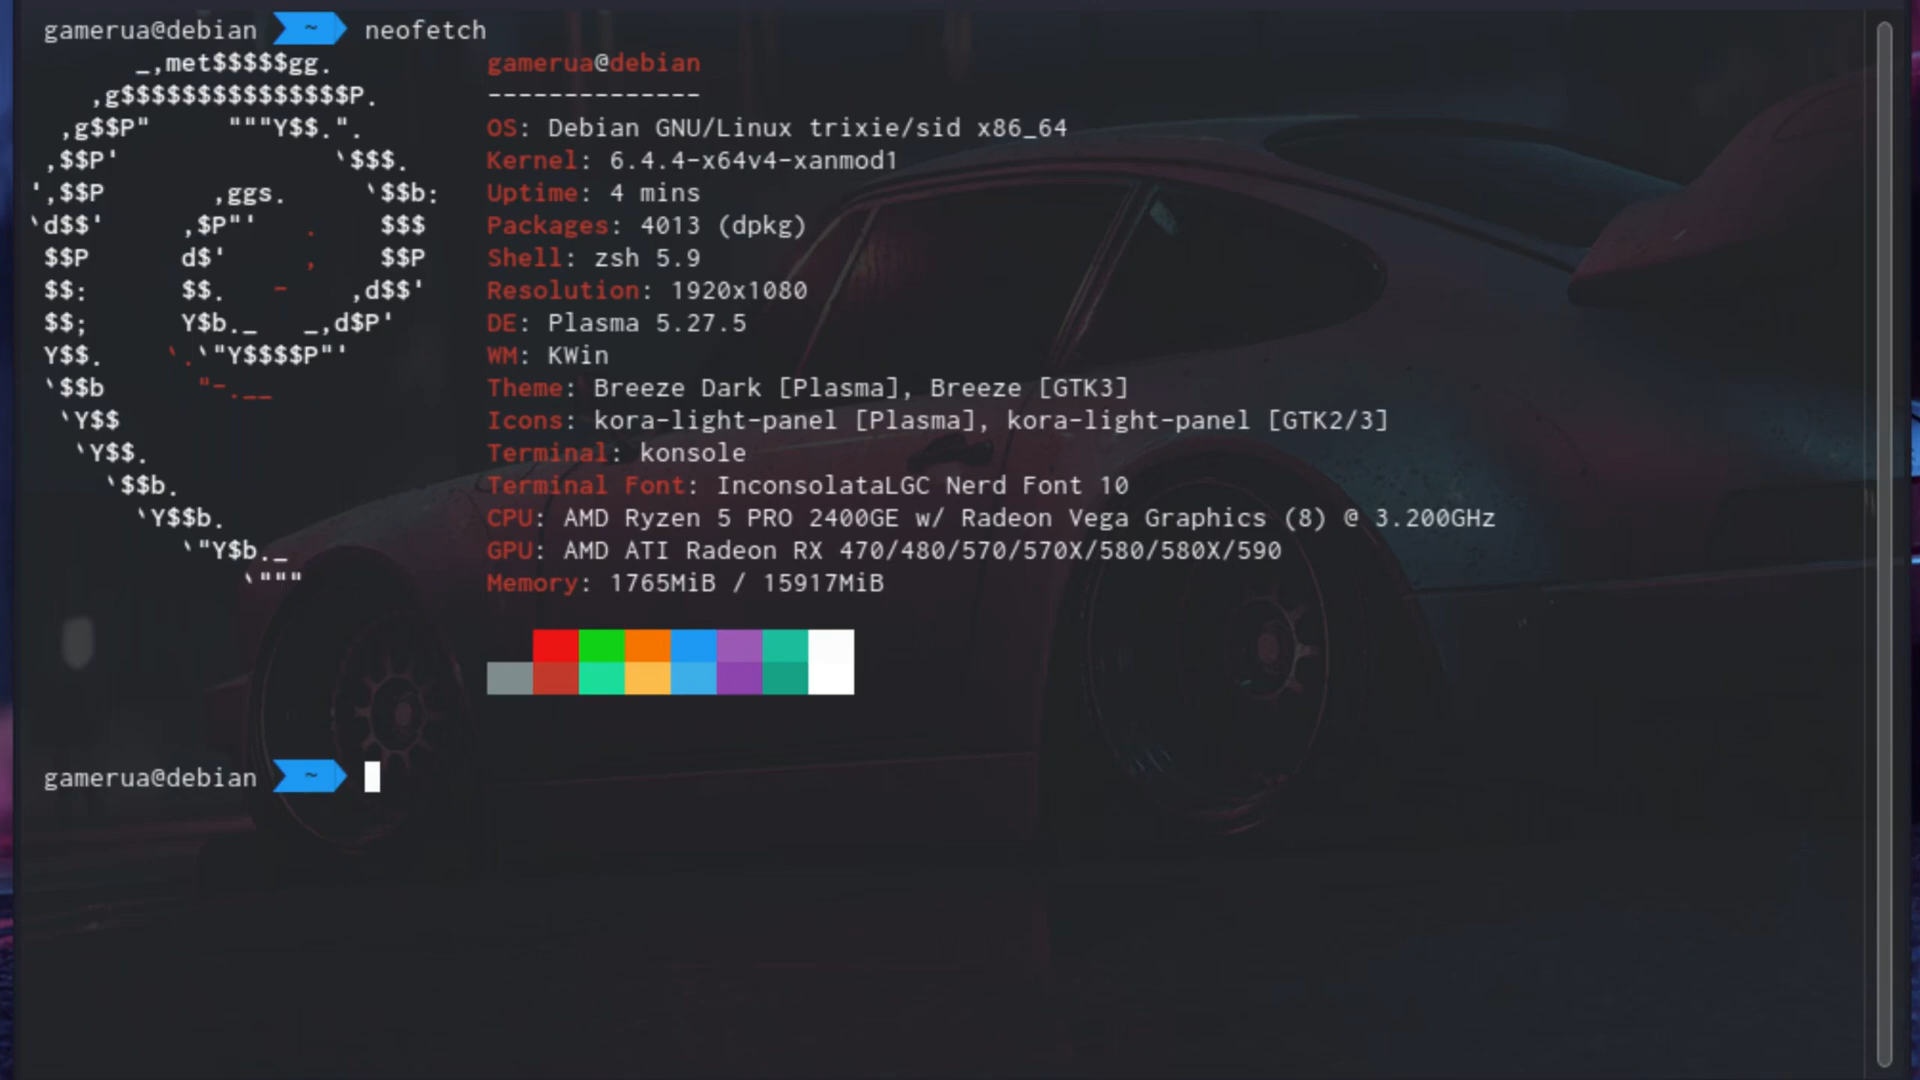 gamerua@debian ~ neofetch
_,met$$$$$gg.
,g$$$$$$$$$$$$$$$P.
,g$$P" """Y$$.".
,$$P' `$$$.
',$$P ,ggs. `$$b:
`d$$' ,$P"' . $$$
$$P d$' , $$P
$$: $$. - ,d$$'
$$; Y$b._ _,d$P'
Y$$. `.`"Y$$$$P"'
`$$b "-.__
`Y$$
`Y$$.
`$$b.
`Y$$b.
`"Y$b._
`"""
gamerua@debian
--------------
OS: Debian GNU/Linux trixie/sid x86_64
Kernel: 6.4.4-x64v4-xanmod1
Uptime: 4 mins
Packages: 4013 (dpkg)
Shell: zsh 5.9
Resolution: 1920x1080
DE: Plasma 5.27.5
WM: KWin
Theme: Breeze Dark [Plasma], Breeze [GTK3]
Icons: kora-light-panel [Plasma], kora-light-panel [GTK2/3]
Terminal: konsole
Terminal Font: InconsolataLGC Nerd Font 10
CPU: AMD Ryzen 5 PRO 2400GE w/ Radeon Vega Graphics (8) @ 3.200GHz
GPU: AMD ATI Radeon RX 470/480/570/570X/580/580X/590
Memory: 1765MiB / 15917MiB
gamerua@debian ~